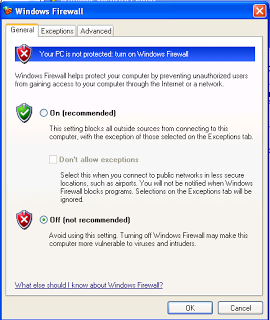 Windows Firewall
General Exceptions Advanced
Your PC is not protected: turn on Windows Firewall
Windows Firewall helps protect your computer by preventing unauthorized users
from gaining access to your computer through the Internet or a network.
On (recommended)
This setting blocks all outside sources from connecting to this
computer, with the exception of those selected on the Exceptions tab.
Don't allow exceptions
Select this when you connect to public networks in less secure
locations, such as airports. You will not be notified when Windows
Firewall blocks programs. Selections on the Exceptions tab will be
ignored.
Off (not recommended)
Avoid using this setting. Turning off Windows Firewall may make this
computer more vulnerable to viruses and intruders.
What else should I know about Windows Firewall?
OK Cancel